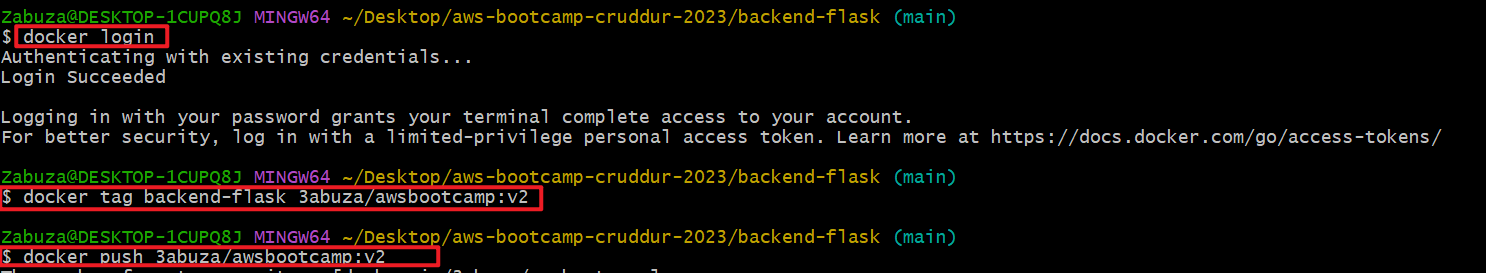 Zabuza@DESKTOP-1CUPQ8J MINGW64 ~/Desktop/aws-bootcamp-cruddur-2023/backend-flask (main)
$ docker login
Authenticating with existing credentials...
Login Succeeded
Logging in with your password grants your terminal complete access to your account.
For better security, log in with a limited-privilege personal access token. Learn more at https://docs.docker.com/go/access-tokens/
Zabuza@DESKTOP-1CUPQ8J MINGW64 ~/Desktop/aws-bootcamp-cruddur-2023/backend-flask (main)
$ docker tag backend-flask 3abuza/awsbootcamp:v2
Zabuza@DESKTOP-1CUPQ8J MINGW64 ~/Desktop/aws-bootcamp-cruddur-2023/backend-flask (main)
$ docker push 3abuza/awsbootcamp:v2